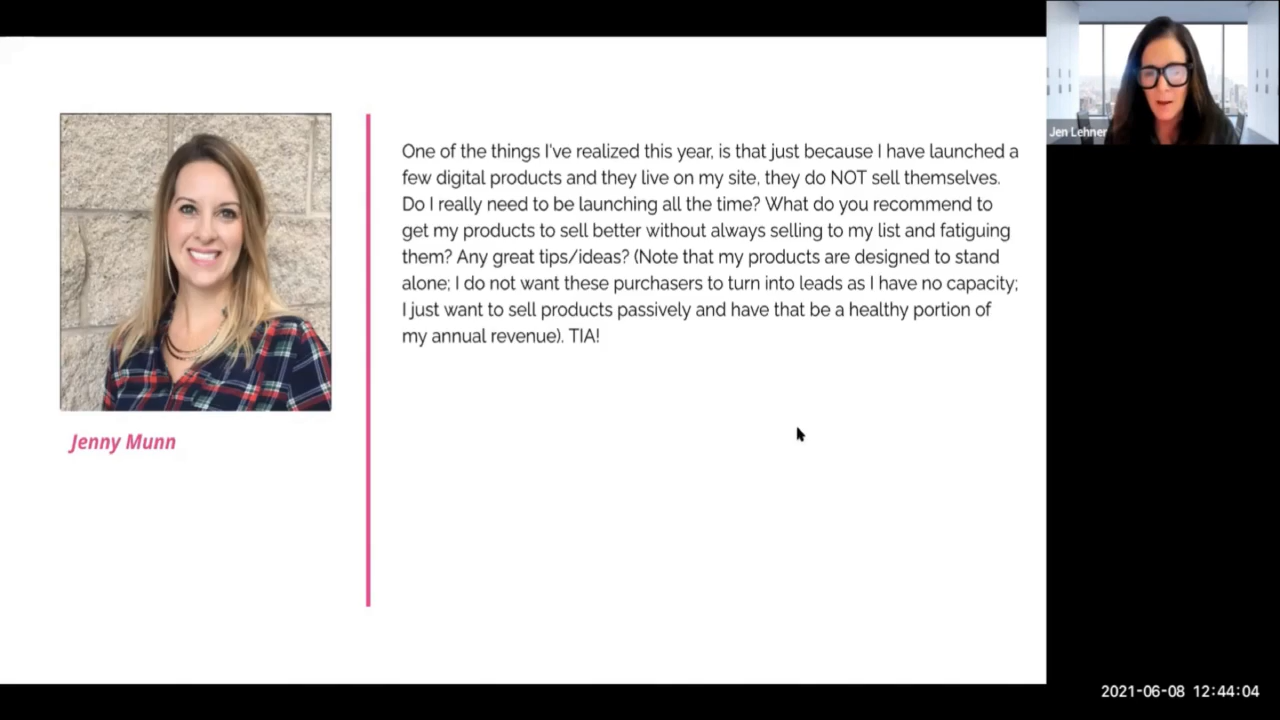 Jen Lehner
One of the things I've realized this year, is that just because I have launched a
few digital products and they live on my site, they do NOT sell themselves.
Do I really need to be launching all the time? What do you recommend to
get my products to sell better without always selling to my list and fatiguing
them? Any great tips/ideas? (Note that my products are designed to stand
alone; I do not want these purchasers to turn into leads as I have no capacity;
I just want to sell products passively and have that be a healthy portion of
my annual revenue). TIA!
Jenny Munn
2021-06-08 12:44:04